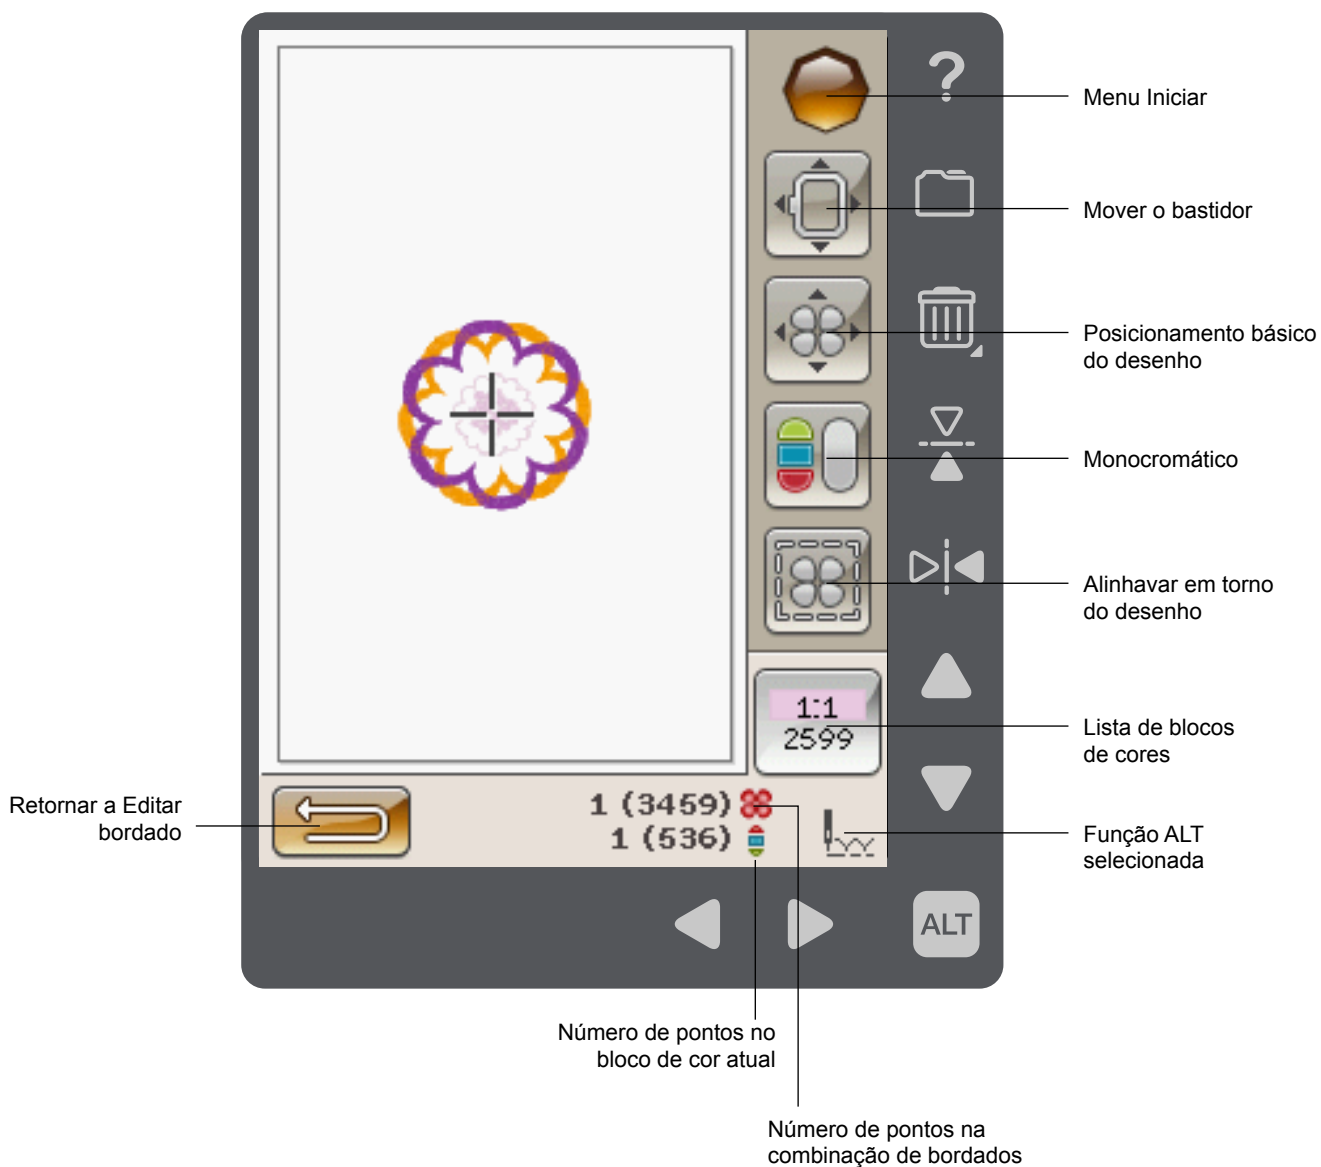 ?
Menu Iniciar
Mover o bastidor
Posicionamento básico
do desenho
Monocromático
Alinhavar em torno
do desenho
1:1
2599
Lista de blocos
de cores
Retornar a Editar
bordado
1 (3459)
1 (536)
Função ALT
selecionada
ALT
Número de pontos no
bloco de cor atual
Número de pontos na
combinação de bordados